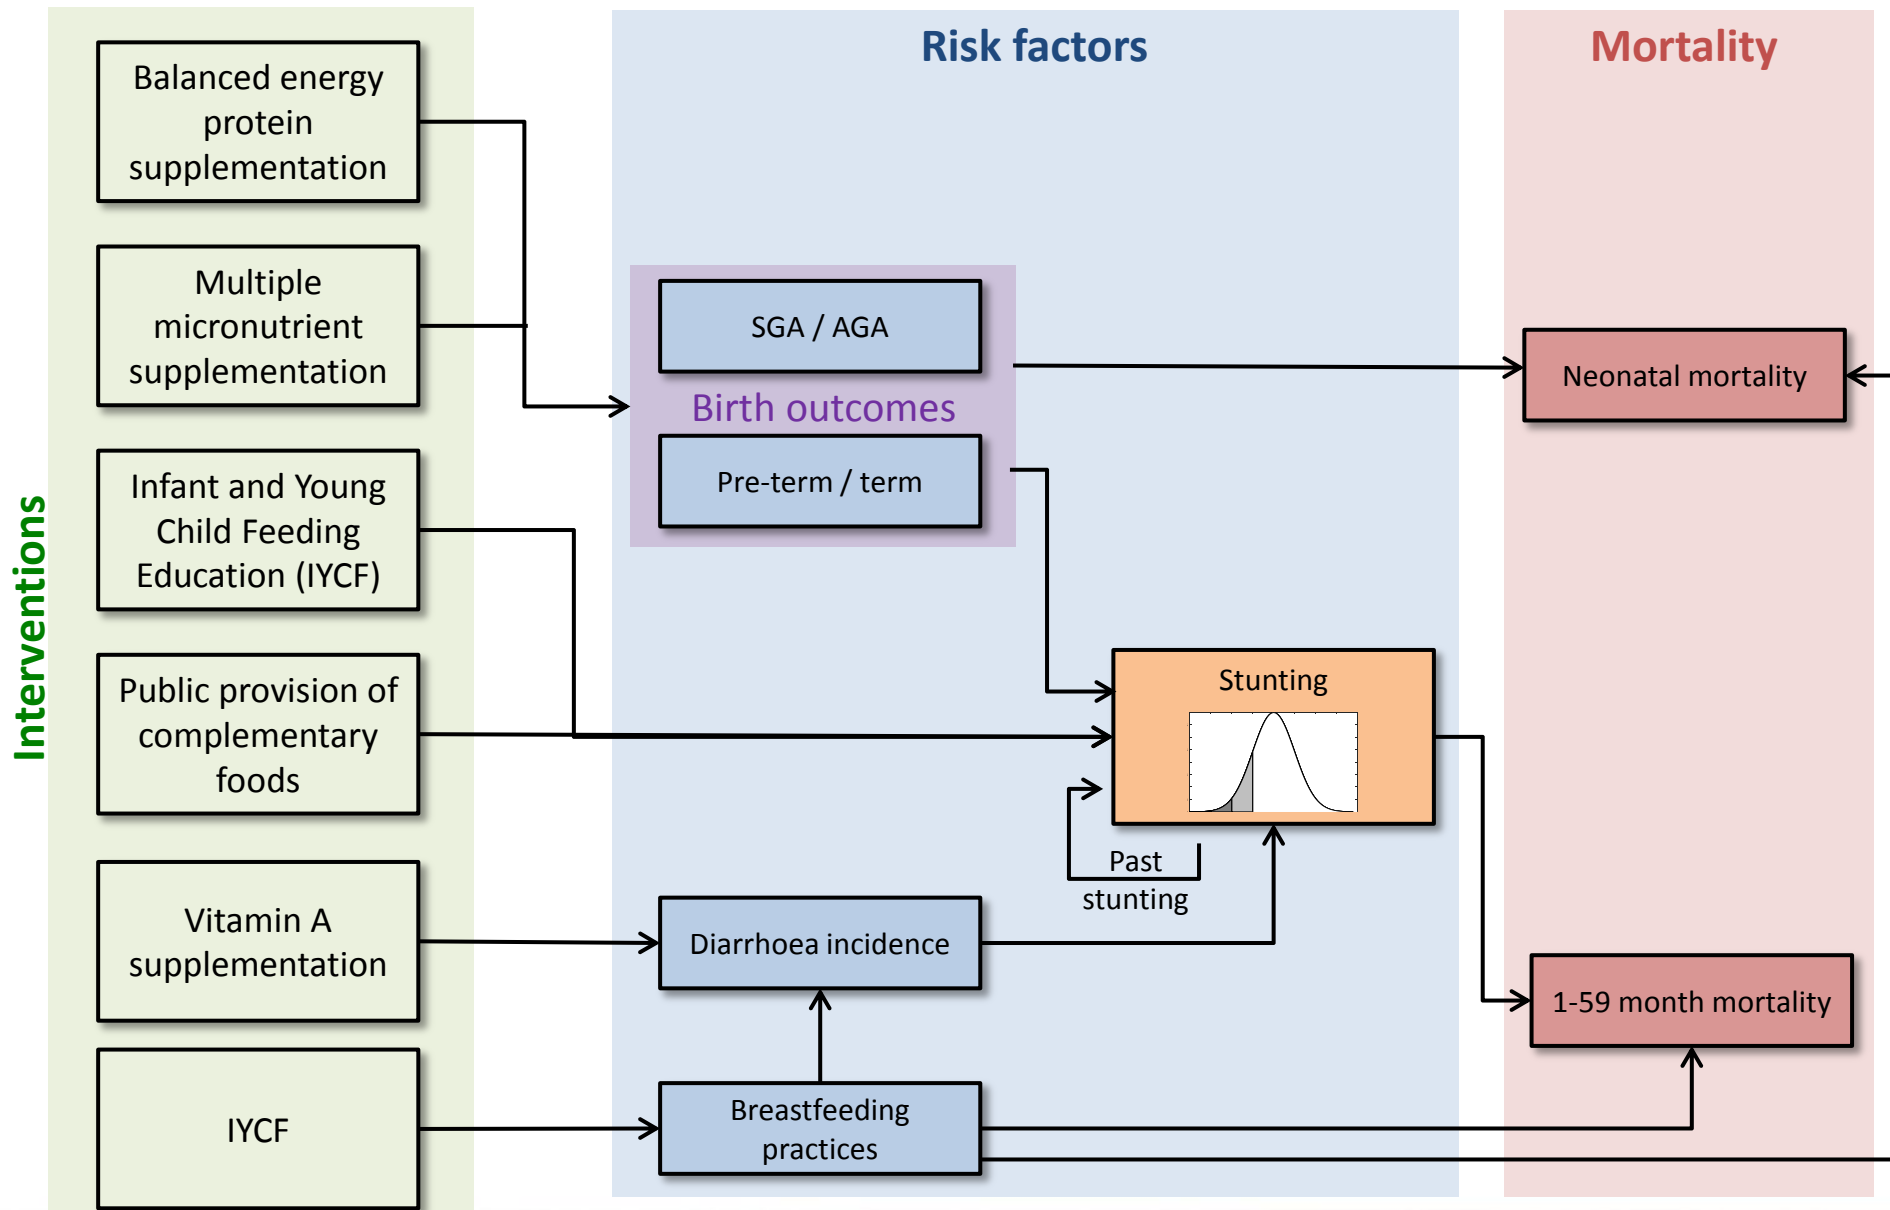 Interventions
Balanced energy
protein
supplementation
Multiple
micronutrient
supplementation
Infant and Young
Child Feeding
Education (IYCF)
Public provision of
complementary
foods
Vitamin A
supplementation
IYCF
Risk factors
SGA / AGA
Birth outcomes
Pre-term / term
Stunting
Past
stunting
Diarrhoea incidence
Breastfeeding
practices
Mortality
Neonatal mortality
1-59 month mortality